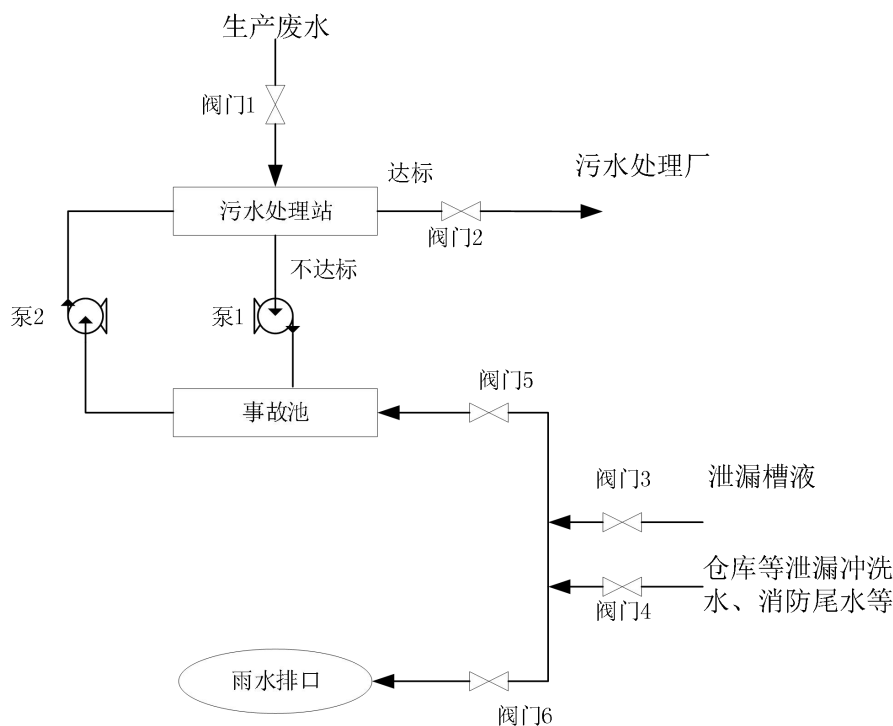 生产废水
阀门1
达标
污水处理厂
污水处理站
阀门2
不达标
泵2
泵1
阀门5
事故池
阀门3
泄漏槽液
仓库等泄漏冲洗
水、消防尾水等
阀门4
雨水排口
阀门6